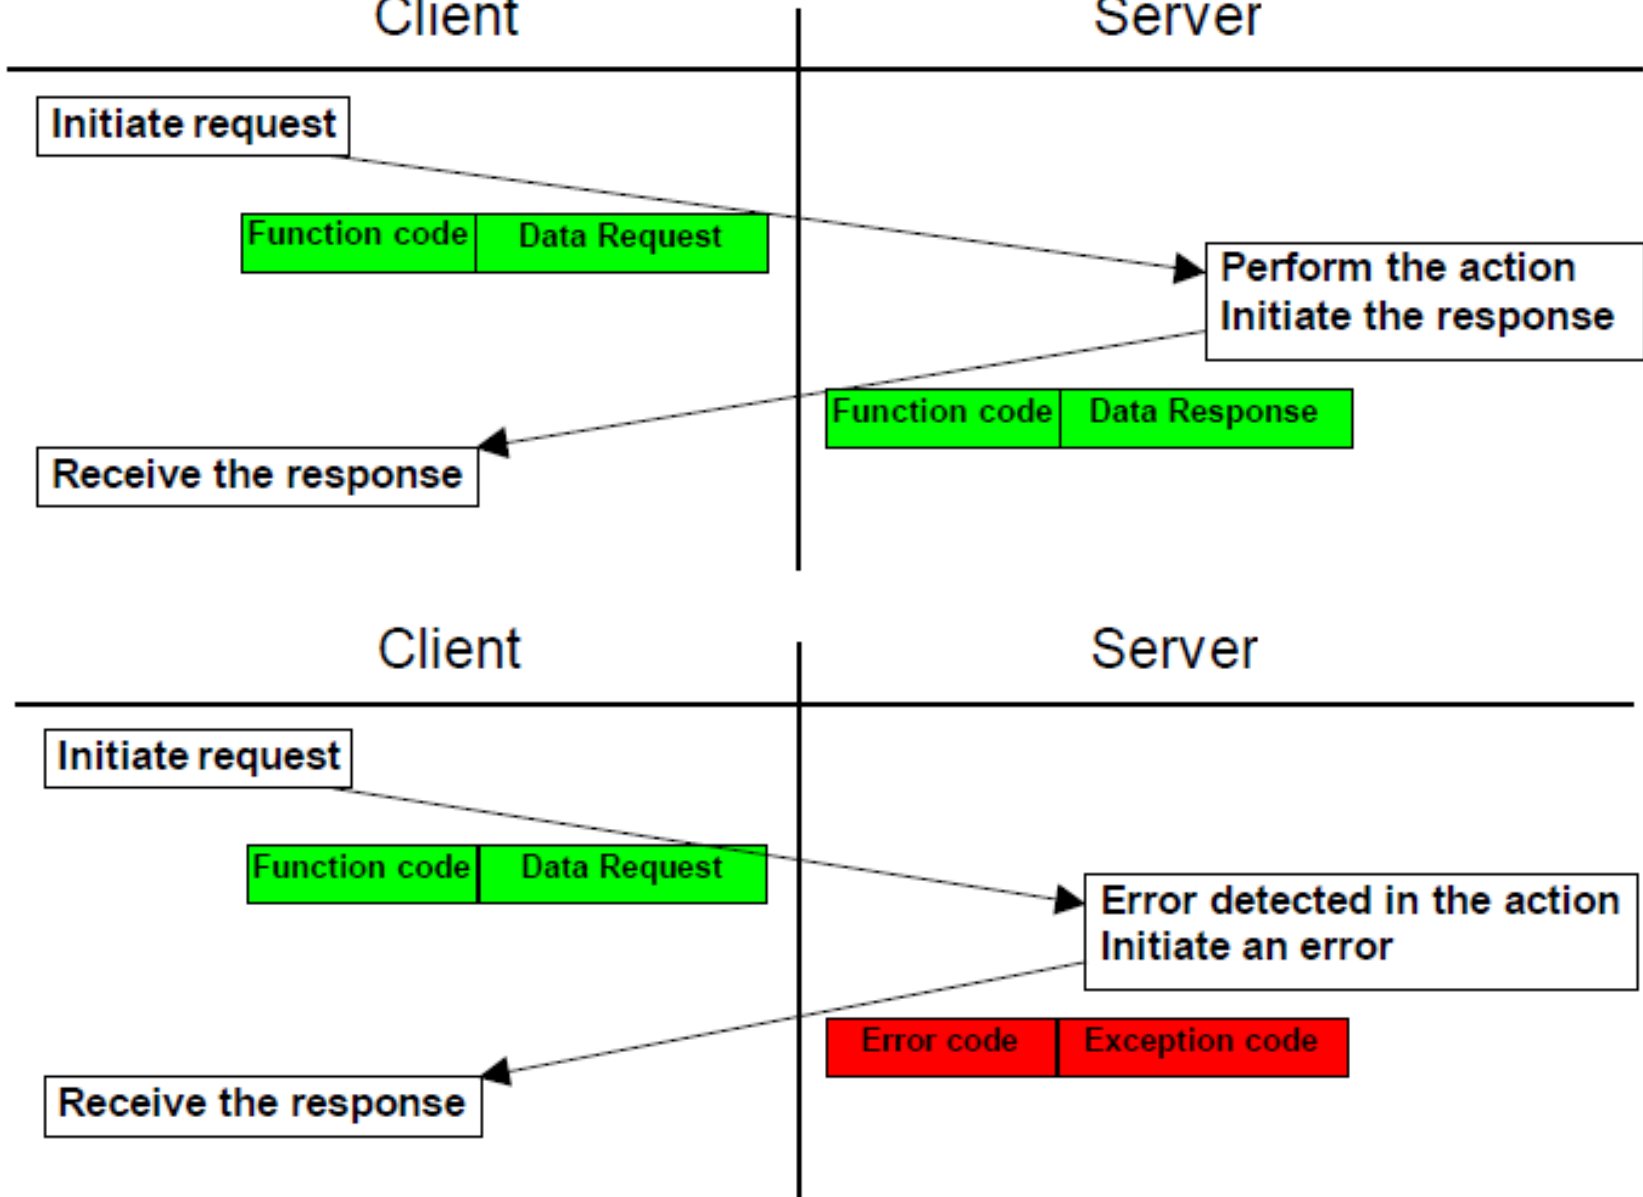 Client Server
Initiate request
Function code Data Request
Perform the action
Initiate the response
Function code Data Response
Receive the response
Client Server
Initiate request
Function code Data Request
Error detected in the action
Initiate an error
Error code Exception code
Receive the response